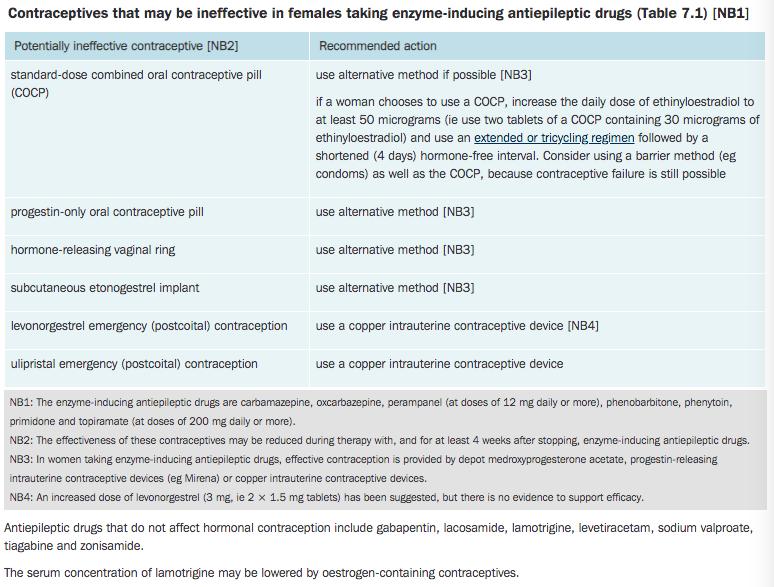 Contraceptives that may be ineffective in females taking enzyme-inducing antiepileptic drugs (Table 7.1) [NB1]
Potentially ineffective contraceptive [NB2]
Recommended action
standard-dose combined oral contraceptive pill
(COCP)
use alternative method if possible [NB3]
if a woman chooses to use a COCP, increase the daily dose of ethinyloestradiol to
at least 50 micrograms (ie use two tablets of a COCP containing 30 micrograms of
ethinyloestradiol) and use an extended or tricycling regimen followed by a
shortened (4 days) hormone-free interval. Consider using a barrier method (eg
condoms) as well as the COCP, because contraceptive failure is still possible
progestin-only oral contraceptive pill
use alternative method [NB3]
hormone-releasing vaginal ring
use alternative method [NB3]
subcutaneous etonogestrel implant
use alternative method [NB3]
levonorgestrel emergency (postcoital) contraception
use a copper intrauterine contraceptive device [NB4]
ulipristal emergency (postcoital) contraception
use a copper intrauterine contraceptive device
NB1: The enzyme-inducing antiepileptic drugs are carbamazepine, oxcarbazepine, perampanel (at doses of 12 mg daily or more), phenobarbitone, phenytoin,
primidone and topiramate (at doses of 200 mg daily or more).
NB2: The effectiveness of these contraceptives may be reduced during therapy with, and for at least 4 weeks after stopping, enzyme-inducing antiepileptic drugs.
NB3: In women taking enzyme-inducing antiepileptic drugs, effective contraception is provided by depot medroxyprogesterone acetate, progestin-releasing
intrauterine contraceptive devices (eg Mirena) or copper intrauterine contraceptive devices.
NB4: An increased dose of levonorgestrel (3 mg, ie 2 × 1.5 mg tablets) has been suggested, but there is no evidence to support efficacy.
Antiepileptic drugs that do not affect hormonal contraception include gabapentin, lacosamide, lamotrigine, levetiracetam, sodium valproate,
tiagabine and zonisamide.
The serum concentration of lamotrigine may be lowered by oestrogen-containing contraceptives.